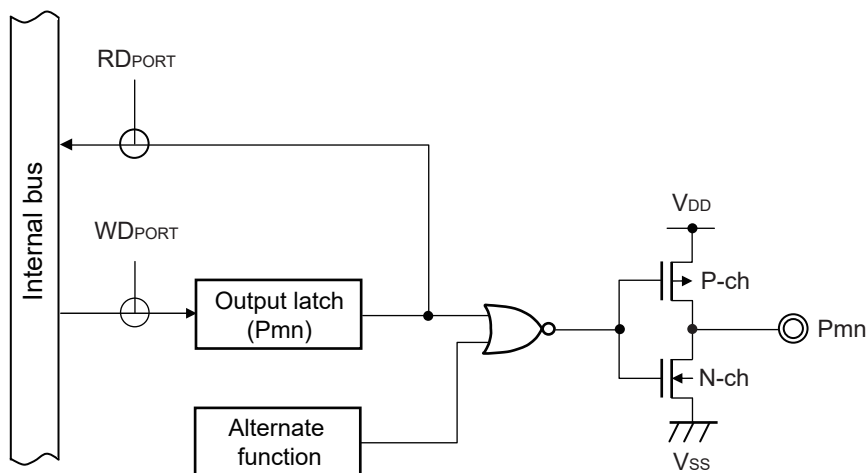 RDPORT
Internal bus
WDPORT
VDD
Output latch
(Pmn)
P-ch
Pmn
N-ch
Alternate
function
VSS